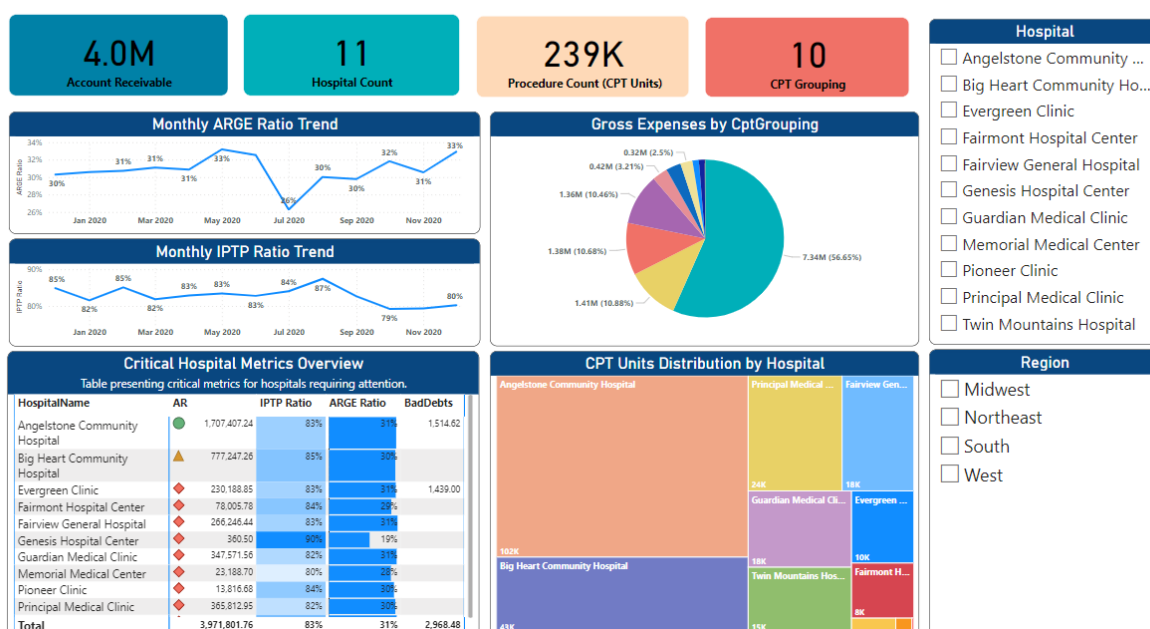 4.0M
Account Receivable
11
Hospital Count
239K
Procedure Count (CPT Units)
10
CPT Grouping
Hospital
Angelstone Community ...
Big Heart Community Ho...
Evergreen Clinic
Fairmont Hospital Center
Fairview General Hospital
Genesis Hospital Center
Guardian Medical Clinic
Memorial Medical Center
Pioneer Clinic
Principal Medical Clinic
Twin Mountains Hospital
Monthly ARGE Ratio Trend
ARGE Ratio
34%
32%
30%
28%
26%
30%
31%
31%
31%
33%
26%
30%
30%
32%
31%
33%
Jan 2020
Mar 2020
May 2020
Jul 2020
Sep 2020
Nov 2020
Monthly IPTP Ratio Trend
IPTP Ratio
90%
80%
85%
82%
85%
82%
83%
83%
83%
84%
87%
79%
80%
Jan 2020
Mar 2020
May 2020
Jul 2020
Sep 2020
Nov 2020
Gross Expenses by CptGrouping
0.32M (2.5%)
0.42M (3.21%)
1.36M (10.46%)
1.38M (10.68%)
1.41M (10.88%)
7.34M (56.65%)
Critical Hospital Metrics Overview
Table presenting critical metrics for hospitals requiring attention.
HospitalName AR IPTP Ratio ARGE Ratio BadDebts
Angelstone Community 1,707,407.24 83% 31% 1,514.62
Hospital
Big Heart Community 777,247.26 85% 30%
Hospital
Evergreen Clinic 230,188.85 83% 31% 1,439.00
Fairmont Hospital Center 78,005.78 84% 29%
Fairview General Hospital 266,246.44 83% 31%
Genesis Hospital Center 360.50 90% 19%
Guardian Medical Clinic 347,571.56 82% 31%
Memorial Medical Center 23,188.70 80% 28%
Pioneer Clinic 13,816.68 84% 30%
Principal Medical Clinic 365,812.95 82% 30%
Total 3,971,801.76 83% 31% 2,968.48
CPT Units Distribution by Hospital
Angelstone Community Hospital
102K
Big Heart Community Hospital
43K
Principal Medical ...
24K
Fairview Gen...
18K
Guardian Medical Cli...
18K
Evergreen ...
10K
Twin Mountains Hos...
15K
Fairmont H...
8K
Region
Midwest
Northeast
South
West